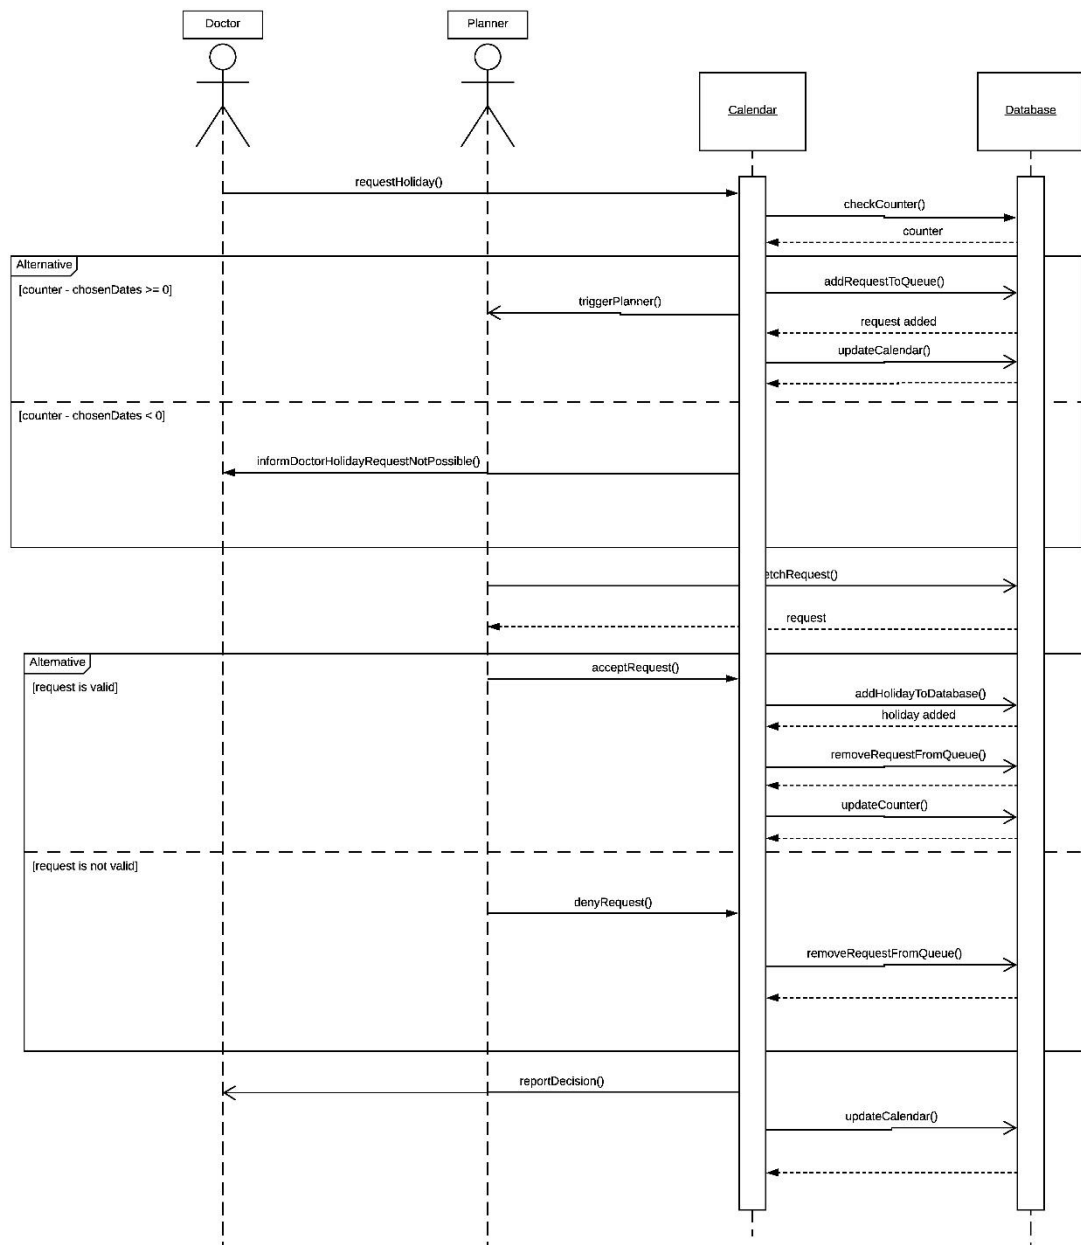 Doctor
Planner
Calendar
Database
requestHoliday()
checkCounter()
counter
Alternative
[counter - chosenDates >= 0]
addRequestToQueue()
triggerPlanner()
request added
updateCalendar()
[counter - chosenDates < 0]
informDoctorHolidayRequestNotPossible()
etchRequest()
request
Alternative
acceptRequest()
[request is valid]
addHolidayToDatabase()
holiday added
removeRequestFromQueue()
updateCounter()
[request is not valid]
denyRequest()
removeRequestFromQueue()
reportDecision()
updateCalendar()